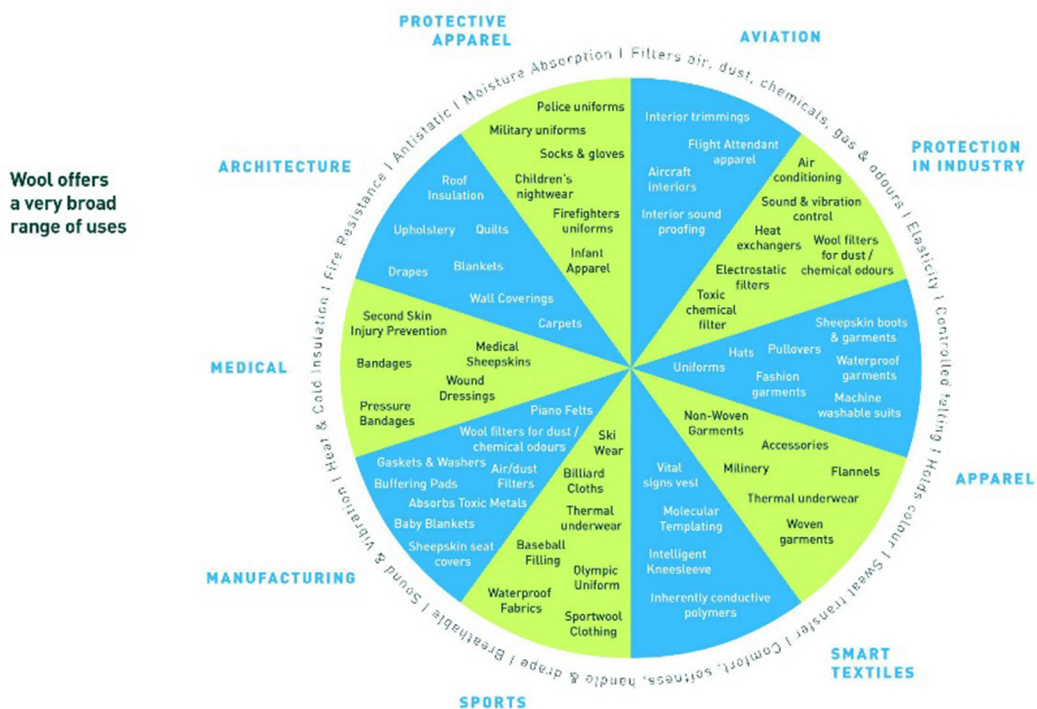 Wool offers
a very broad
range of uses
PROTECTIVE
APPAREL
AVIATION
PROTECTION
IN INDUSTRY
APPAREL
SMART
TEXTILES
SPORTS
MANUFACTURING
MEDICAL
ARCHITECTURE
Filters air, dust, chemicals, gas & odours | Elasticity | Controlled felting | Holds colour | Sweat transfer | Comfort, softness, handle & drape | Breathable | Sound & Vibration | Heat & Cold Insulation | Fire Resistance | Antistatic | Moisture Absorption |
Police uniforms
Military uniforms
Socks & gloves
Children's
nightwear
Firefighters
uniforms
Infant
Apparel
Interior trimmings
Flight Attendant
apparel
Aircraft
Interiors
Interior sound
proofing
Air
conditioning
Sound & vibration
control
Heat
exchangers
Wool filters
for dust /
chemical odours
Electrostatic
filters
Toxic
chemical
filter
Sheepskin boots
& garments
Hats
Pullovers
Uniforms
Waterproof
garments
Fashion
garments
Machine
washable suits
Non-Woven
Garments
Accessories
Milinery
Flannels
Thermal underwear
Woven
garments
Vital
signs vest
Molecular
Templating
Intelligent
Kneesleeve
Inherently conductive
polymers
Ski
Wear
Billiard
Cloths
Thermal
underwear
Baseball
Filling
Olympic
Uniform
Waterproof
Fabrics
Sportwool
Clothing
Piano Felts
Wool filters for dust /
chemical odours
Gaskets & Washers
Air/dust
Filters
Buffering Pads
Absorbs Toxic Metals
Baby Blankets
Sheepskin seat
covers
Second Skin
Injury Prevention
Medical
Sheepskins
Bandages
Wound
Dressings
Pressure
Bandages
Roof
Insulation
Upholstery
Quilts
Drapes
Blankets
Wall Coverings
Carpets